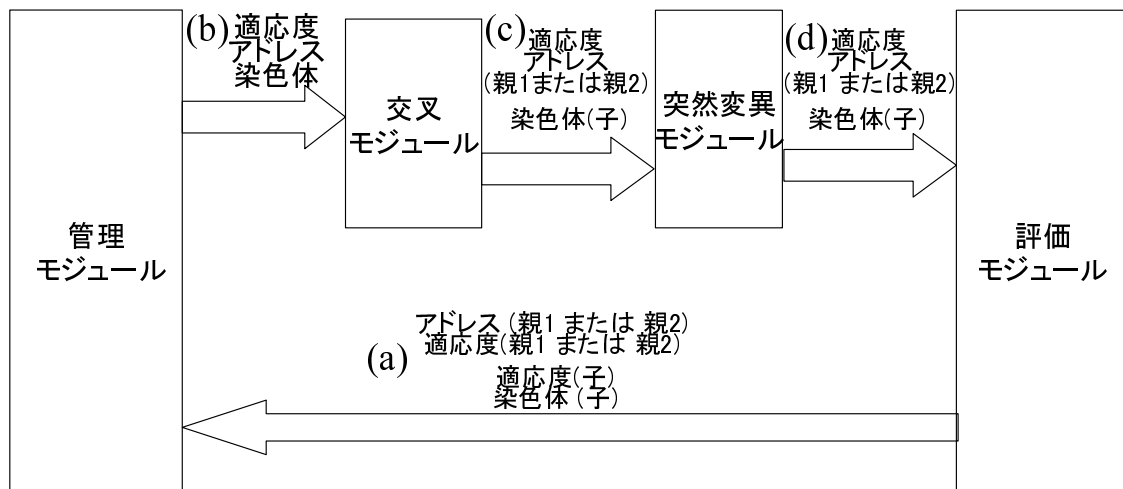 (b)
適応度
アドレス
染色体
交叉
モジュール
(c)
適応度
アドレス
(親1または親2)
染色体(子)
突然変異
モジュール
(d)
適応度
アドレス
(親1 または親2)
染色体(子)
管理
モジュール
評価
モジュール
(a)
アドレス (親1 または 親2)
適応度(親1 または 親2)
適応度(子)
染色体 (子)